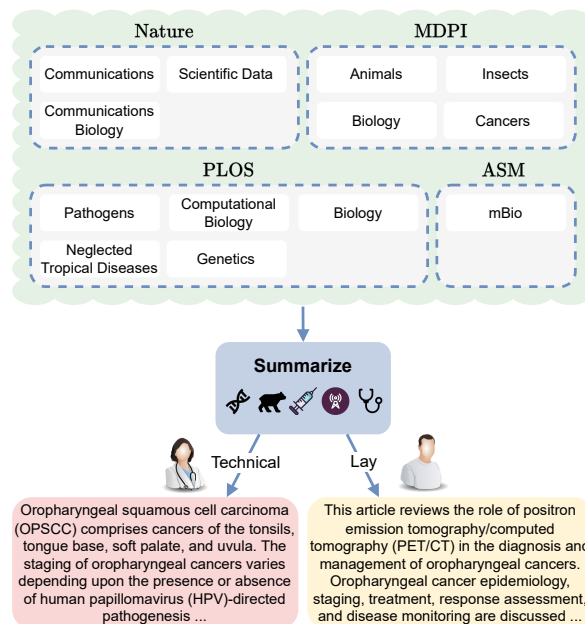 Nature
MDPI
Communications
Scientific Data
Communications
Biology
Animals
Insects
Biology
Cancers
PLOS
ASM
Pathogens
Computational
Biology
Biology
Neglected
Tropical Diseases
Genetics
mBio
Summarize
Technical
Lay
Oropharyngeal squamous cell carcinoma
(OPSCC) comprises cancers of the tonsils,
tongue base, soft palate, and uvula. The
staging of oropharyngeal cancers varies
depending upon the presence or absence
of human papillomavirus (HPV)-directed
pathogenesis ...
This article reviews the role of positron
emission tomography/computed
tomography (PET/CT) in the diagnosis and
management of oropharyngeal cancers.
Oropharyngeal cancer epidemiology,
staging, treatment, response assessment,
and disease monitoring are discussed ...